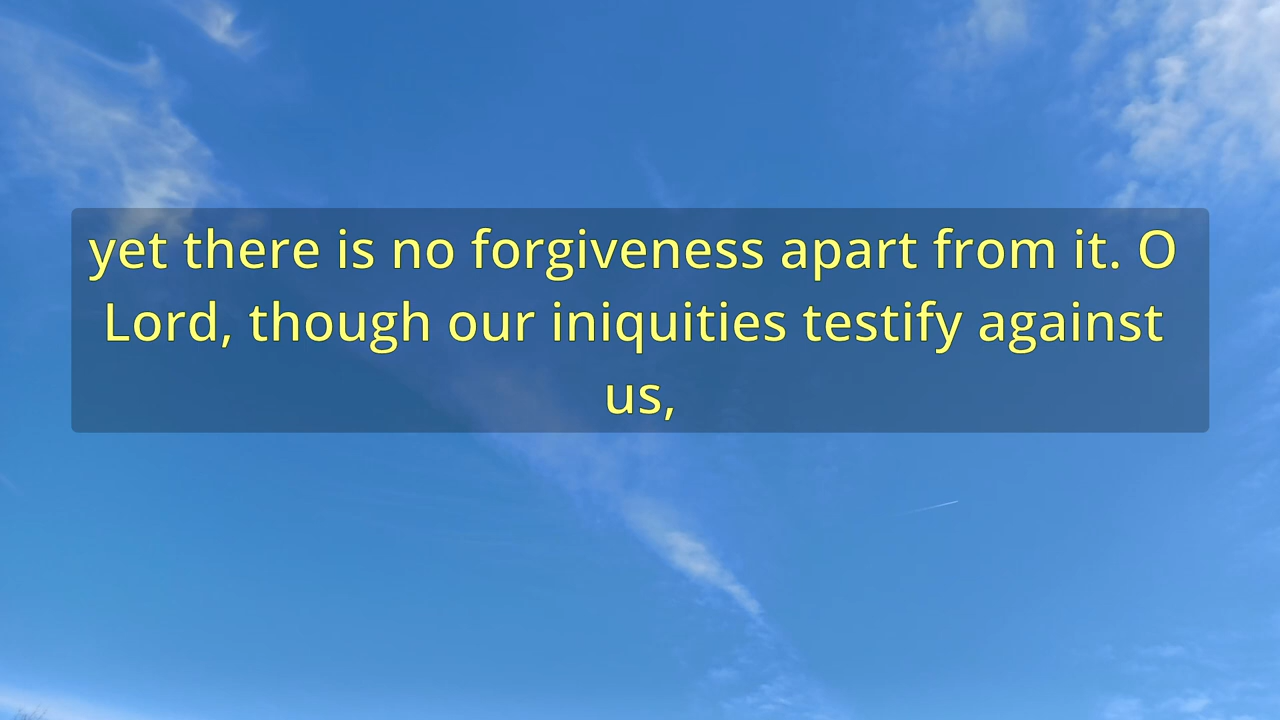 yet there is no forgiveness apart from it. O
Lord, though our iniquities testify against
us,